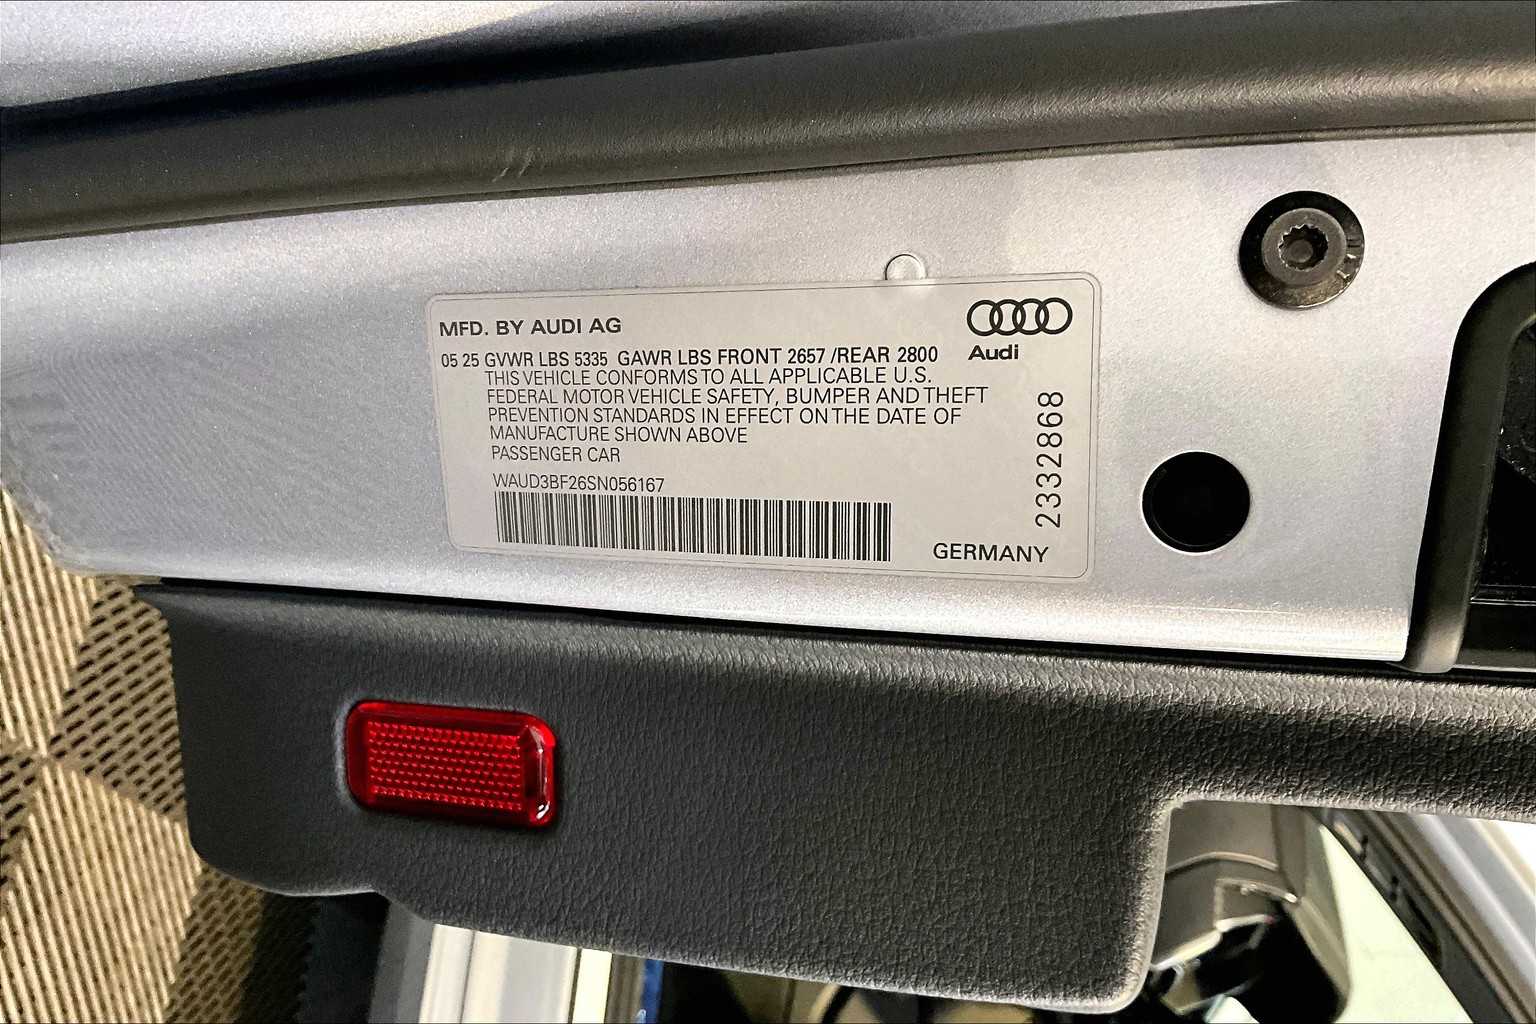 MFD. BY AUDI AG
05 25 GVWR LBS 5335 GAWR LBS FRONT 2657 /REAR 2800
THIS VEHICLE CONFORMS TO ALL APPLICABLE U.S.
FEDERAL MOTOR VEHICLE SAFETY, BUMPER AND THEFT
PREVENTION STANDARDS IN EFFECT ON THE DATE OF
MANUFACTURE SHOWN ABOVE
PASSENGER CAR
WAUD3BF26SN056167
Audi
2332868
GERMANY